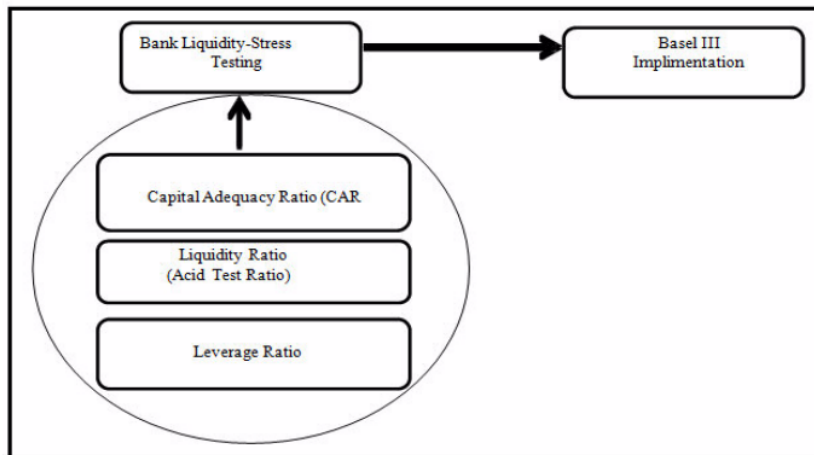 Bank Liquidity-Stress
Testing
Basel III
Implimentation
Capital Adequacy Ratio (CAR
Liquidity Ratio
(Acid Test Ratio)
Leverage Ratio